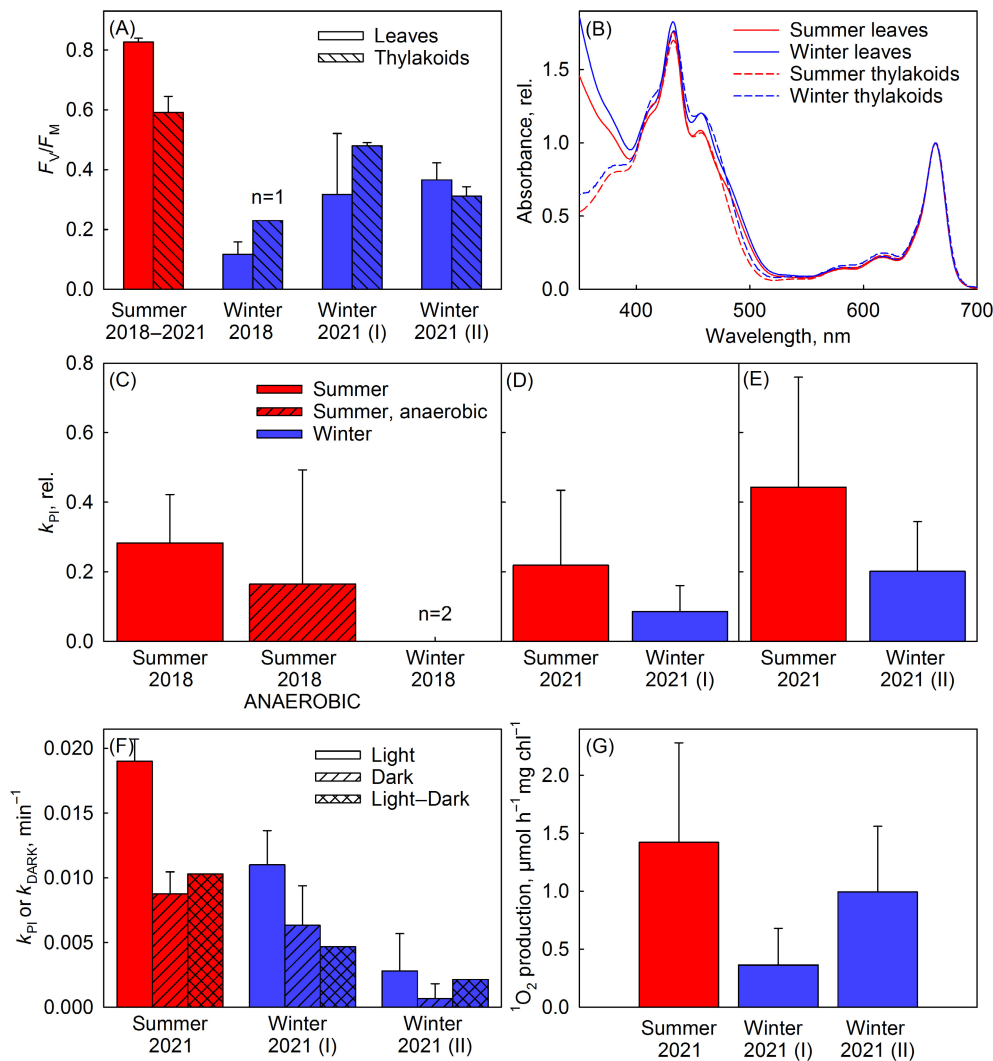 (A)
Leaves
Thylakoids
0.8
0.6
0.4
0.2
0.0
F_V/F_M
n=1
Summer
2018–2021
Winter
2018
Winter
2021 (I)
Winter
2021 (II)
(B)
Summer leaves
Winter leaves
Summer thylakoids
Winter thylakoids
1.5
1.0
0.5
0.0
Absorbance, rel.
400 500 600 700
Wavelength, nm
(C)
Summer
Summer, anaerobic
Winter
0.8
0.6
0.4
0.2
0.0
k_PI, rel.
n=2
Summer
2018
Summer
2018
ANAEROBIC
Winter
2018
(D)
Summer
2021
Winter
2021 (I)
(E)
Summer
2021
Winter
2021 (II)
(F)
Light
Dark
Light–Dark
0.020
0.015
0.010
0.005
0.000
k_PI or k_DARK, min⁻¹
Summer
2021
Winter
2021 (I)
Winter
2021 (II)
(G)
2.0
1.5
1.0
0.5
0.0
¹O₂ production, µmol h⁻¹ mg chl⁻¹
Summer
2021
Winter
2021 (I)
Winter
2021 (II)